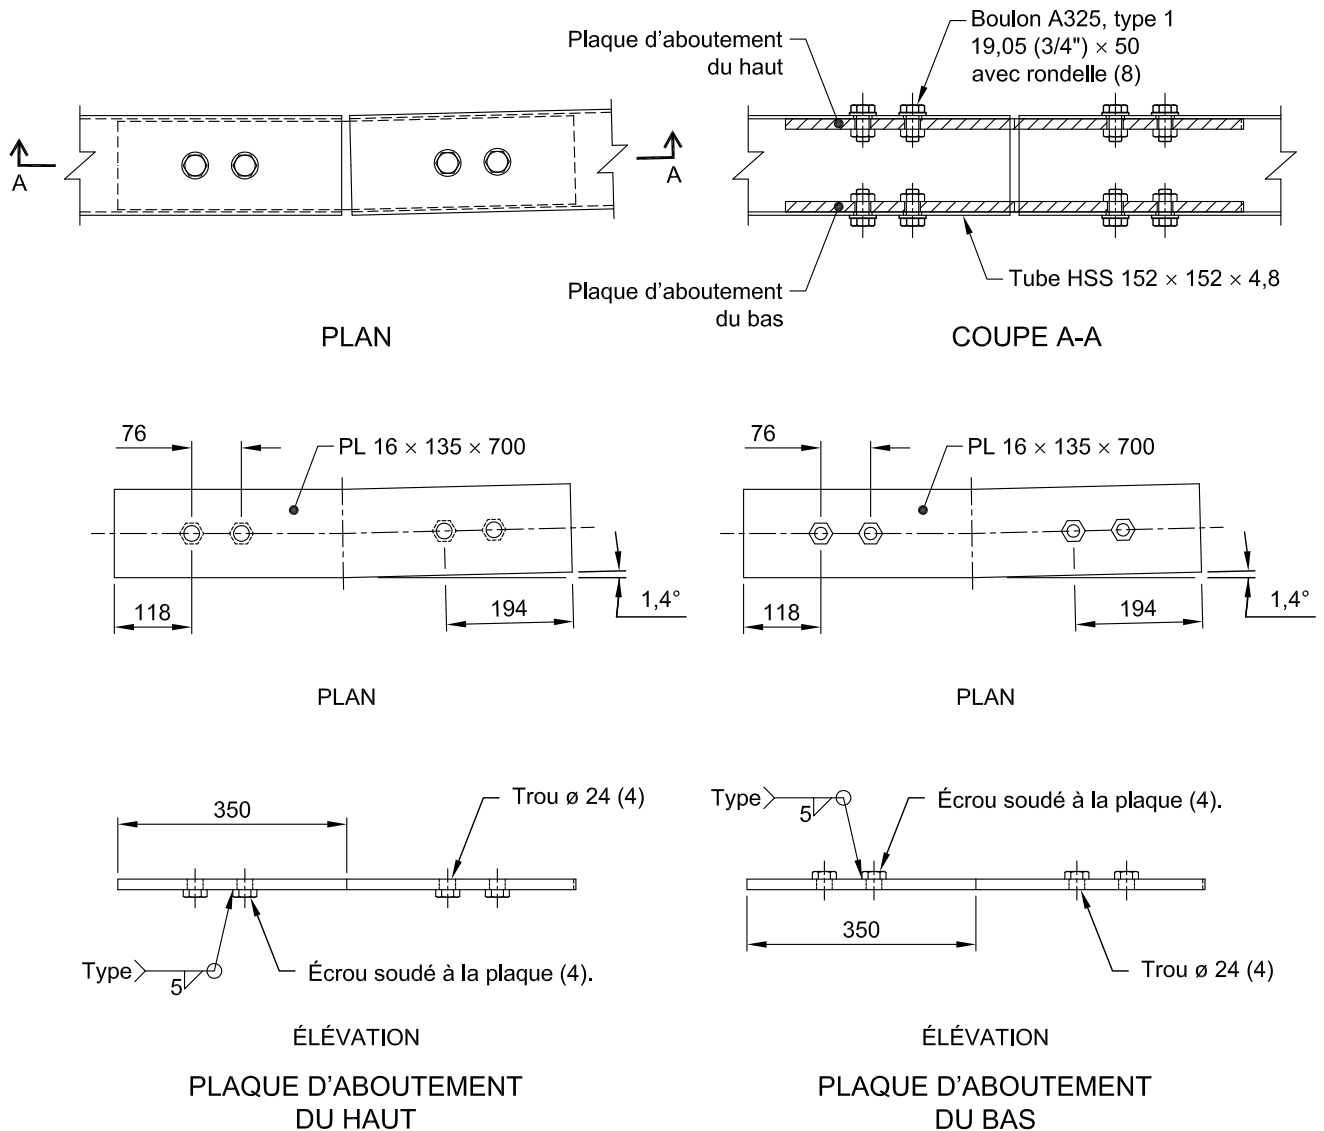 Plaque d'aboutement
du haut
Boulon A325, type 1
19,05 (3/4") × 50
avec rondelle (8)
A
A
Plaque d'aboutement
du bas
Tube HSS 152 × 152 × 4,8
PLAN
COUPE A-A
76
PL 16 × 135 × 700
118
194
1,4°
PLAN
76
PL 16 × 135 × 700
118
194
1,4°
PLAN
350
Trou ø 24 (4)
Type
5
Écrou soudé à la plaque (4).
ÉLÉVATION
PLAQUE D'ABOUTEMENT
DU HAUT
Type
5
Écrou soudé à la plaque (4).
350
Trou ø 24 (4)
ÉLÉVATION
PLAQUE D'ABOUTEMENT
DU BAS